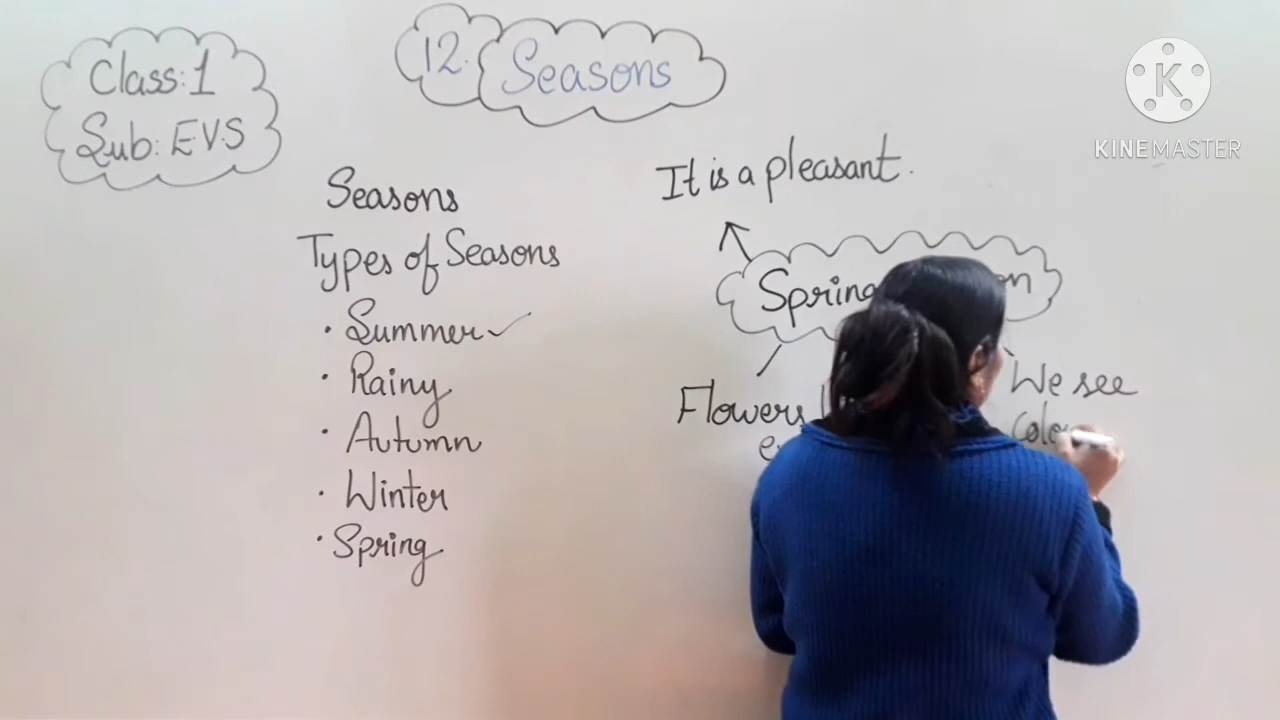 Class: 1
Sub: E.V.S
12. Seasons
KINEMASTER
Seasons
Types of Seasons
· Summer ✓
· Rainy
· Autumn
· Winter
· Spring
It is a pleasant.
Spring
Flowers
We see